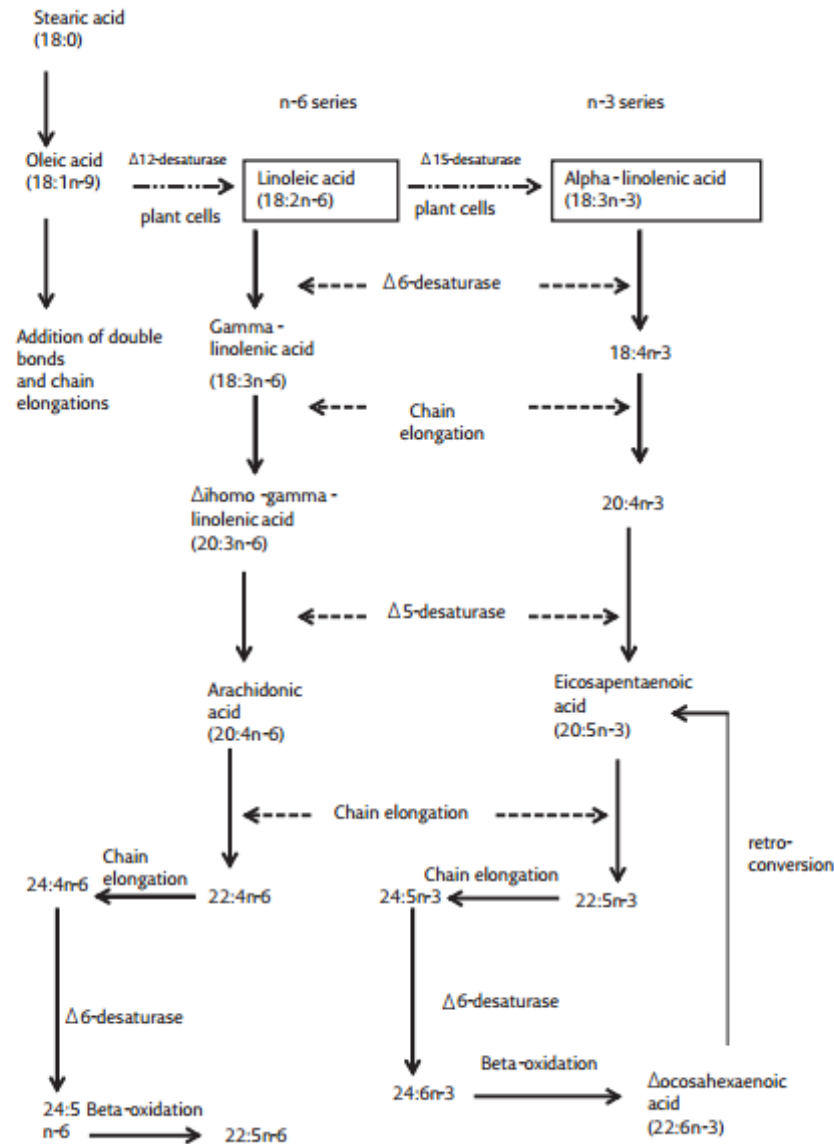 Stearic acid
(18:0)
n-6 series
n-3 series
Oleic acid
(18:1n-9)
Δ12-desaturase
plant cells
Linoleic acid
(18:2n-6)
Δ15-desaturase
plant cells
Alpha-linolenic acid
(18:3n-3)
Δ6-desaturase
Addition of double
bonds
and chain
elongations
Gamma-
linolenic acid
(18:3n-6)
18:4n-3
Chain
elongation
Δihomo-gamma-
linolenic acid
(20:3n-6)
20:4n-3
Δ5-desaturase
Arachidonic
acid
(20:4n-6)
Eicosapentaenoic
acid
(20:5n-3)
Chain elongation
retro-
conversion
24:4n-6
Chain
elongation
22:4n-6
24:5n-3
Chain elongation
22:5n-3
Δ6-desaturase
Δ6-desaturase
24:5
n-6
Beta-oxidation
22:5n-6
24:6n-3
Beta-oxidation
Δocosahexaenoic
acid
(22:6n-3)